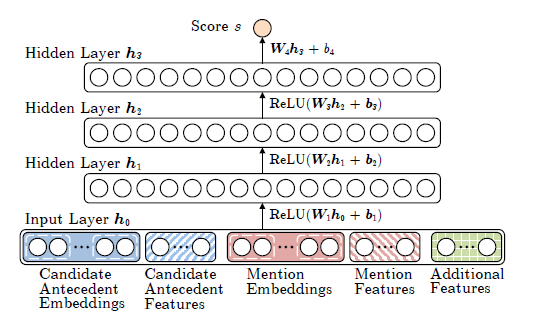 Score s
W₄h₃ + b₄
Hidden Layer h₃
ReLU(W₃h₂ + b₃)
Hidden Layer h₂
ReLU(W₂h₁ + b₂)
Hidden Layer h₁
ReLU(W₁h₀ + b₁)
Input Layer h₀
Candidate
Antecedent
Embeddings
Candidate
Antecedent
Features
Mention
Embeddings
Mention
Features
Additional
Features